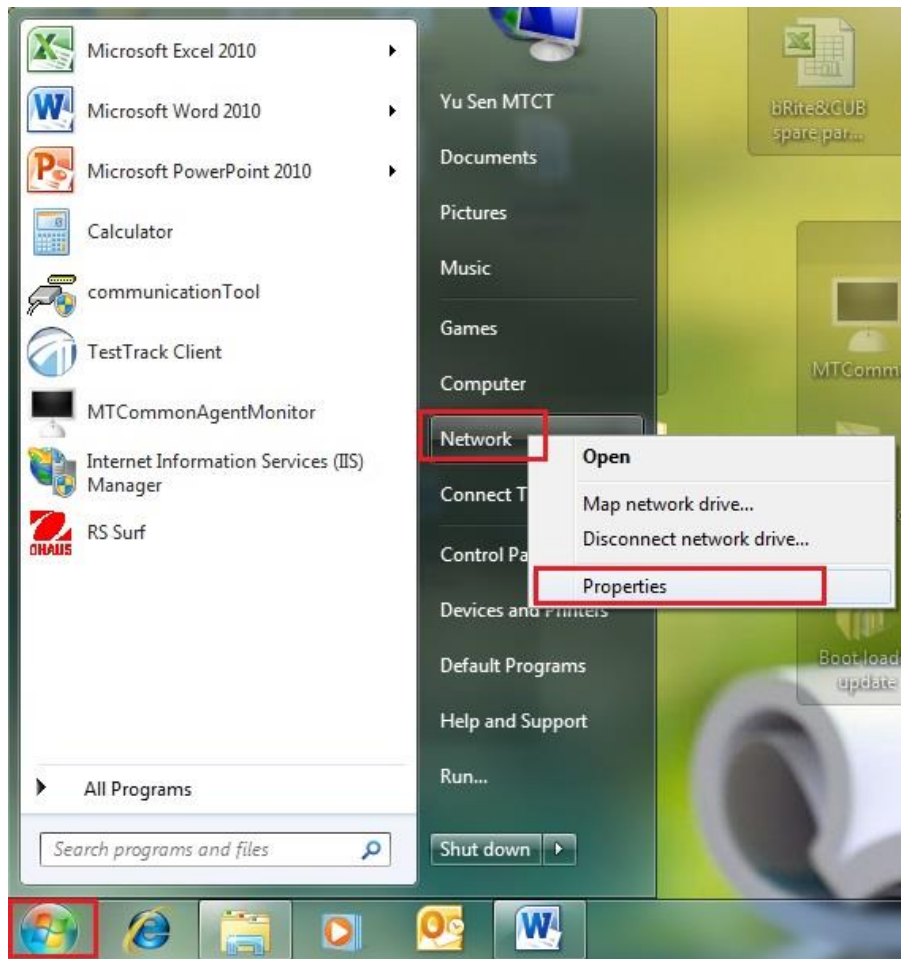 Microsoft Excel 2010
Microsoft Word 2010
Microsoft PowerPoint 2010
Calculator
communicationTool
TestTrack Client
MTCommonAgentMonitor
Internet Information Services (IIS)
Manager
RS Surf
OHAUS
All Programs
Search programs and files
Yu Sen MTCT
Documents
Pictures
Music
Games
Computer
Network
Connect T
Control Pa
Devices and Printers
Default Programs
Help and Support
Run...
Shut down
Open
Map network drive...
Disconnect network drive...
Properties
bRite&CUB
spare par...
MTComm
Boot load
update